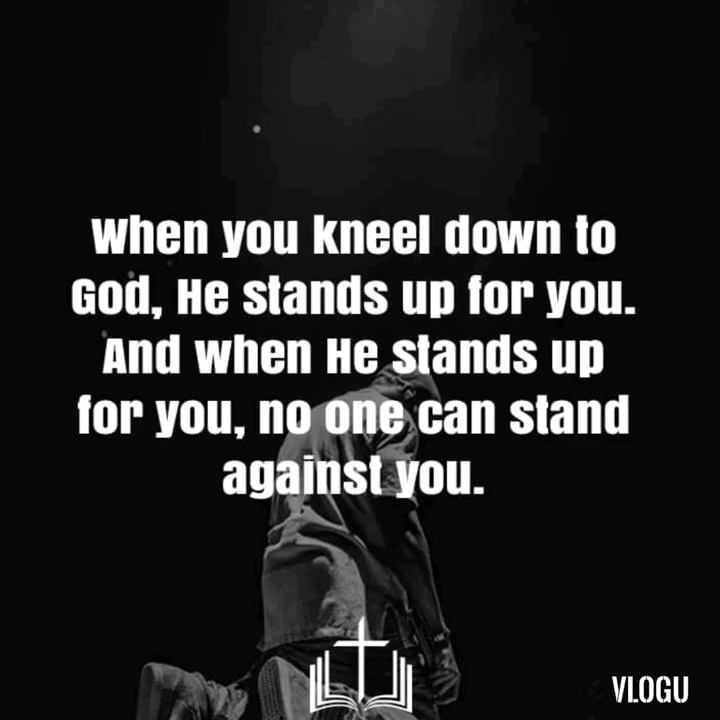 When you kneel down to
God, He stands up for you.
And when He stands up
for you, no one can stand
against you.
VLOGU